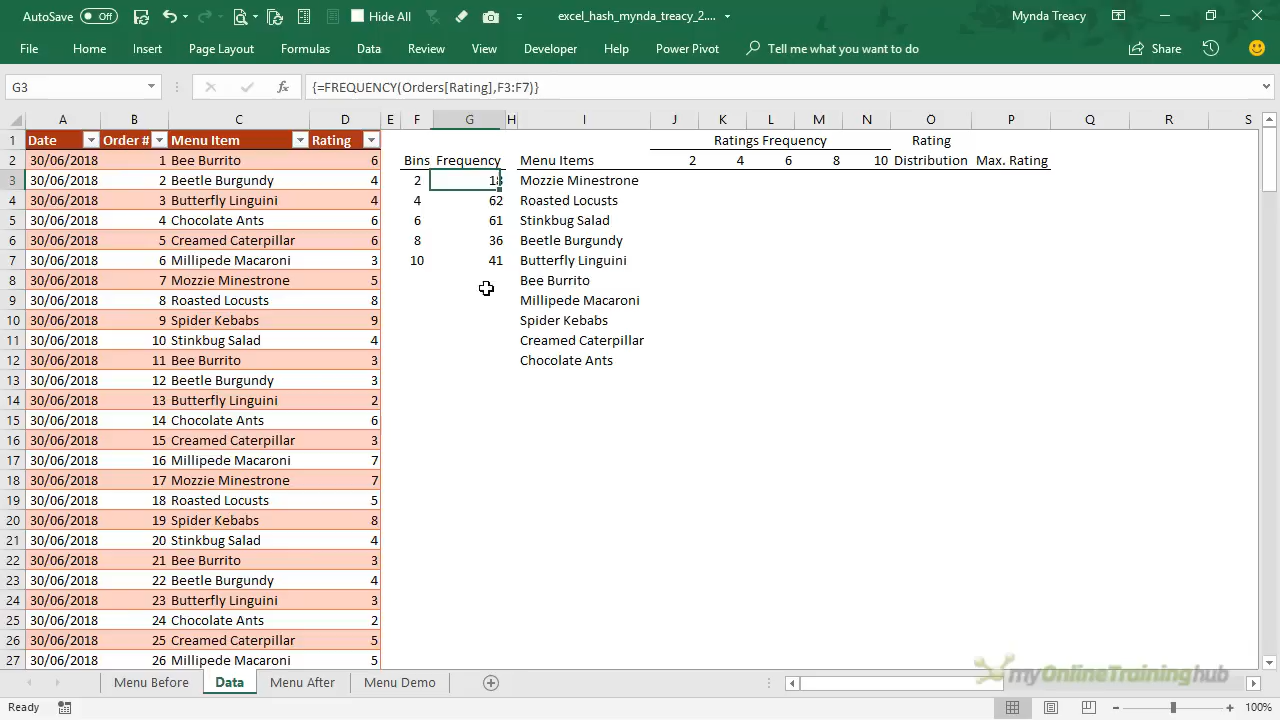 AutoSave Off Hide All excel_hash_mynda_treacy_2.... Mynda Treacy
File Home Insert Page Layout Formulas Data Review View Developer Help Power Pivot Tell me what you want to do Share
G3 fx {=FREQUENCY(Orders[Rating],F3:F7)}
A B C D E F G H I J K L M N O P Q R S
1 Date Order # Menu Item Rating Ratings Frequency Rating
2 30/06/2018 1 Bee Burrito 6 Bins Frequency Menu Items 2 4 6 8 10 Distribution Max. Rating
3 30/06/2018 2 Beetle Burgundy 4 2 Mozzie Minestrone
4 30/06/2018 3 Butterfly Linguini 4 4 62 Roasted Locusts
5 30/06/2018 4 Chocolate Ants 6 6 61 Stinkbug Salad
6 30/06/2018 5 Creamed Caterpillar 6 8 36 Beetle Burgundy
7 30/06/2018 6 Millipede Macaroni 3 10 41 Butterfly Linguini
8 30/06/2018 7 Mozzie Minestrone 5 Bee Burrito
9 30/06/2018 8 Roasted Locusts 8 Millipede Macaroni
10 30/06/2018 9 Spider Kebabs 9 Spider Kebabs
11 30/06/2018 10 Stinkbug Salad 4 Creamed Caterpillar
12 30/06/2018 11 Bee Burrito 3 Chocolate Ants
13 30/06/2018 12 Beetle Burgundy 3
14 30/06/2018 13 Butterfly Linguini 2
15 30/06/2018 14 Chocolate Ants 6
16 30/06/2018 15 Creamed Caterpillar 3
17 30/06/2018 16 Millipede Macaroni 7
18 30/06/2018 17 Mozzie Minestrone 7
19 30/06/2018 18 Roasted Locusts 5
20 30/06/2018 19 Spider Kebabs 8
21 30/06/2018 20 Stinkbug Salad 4
22 30/06/2018 21 Bee Burrito 3
23 30/06/2018 22 Beetle Burgundy 4
24 30/06/2018 23 Butterfly Linguini 3
25 30/06/2018 24 Chocolate Ants 2
26 30/06/2018 25 Creamed Caterpillar 5
27 30/06/2018 26 Millipede Macaroni 5
myOnlineTraininghub
Menu Before Data Menu After Menu Demo
Ready 100%